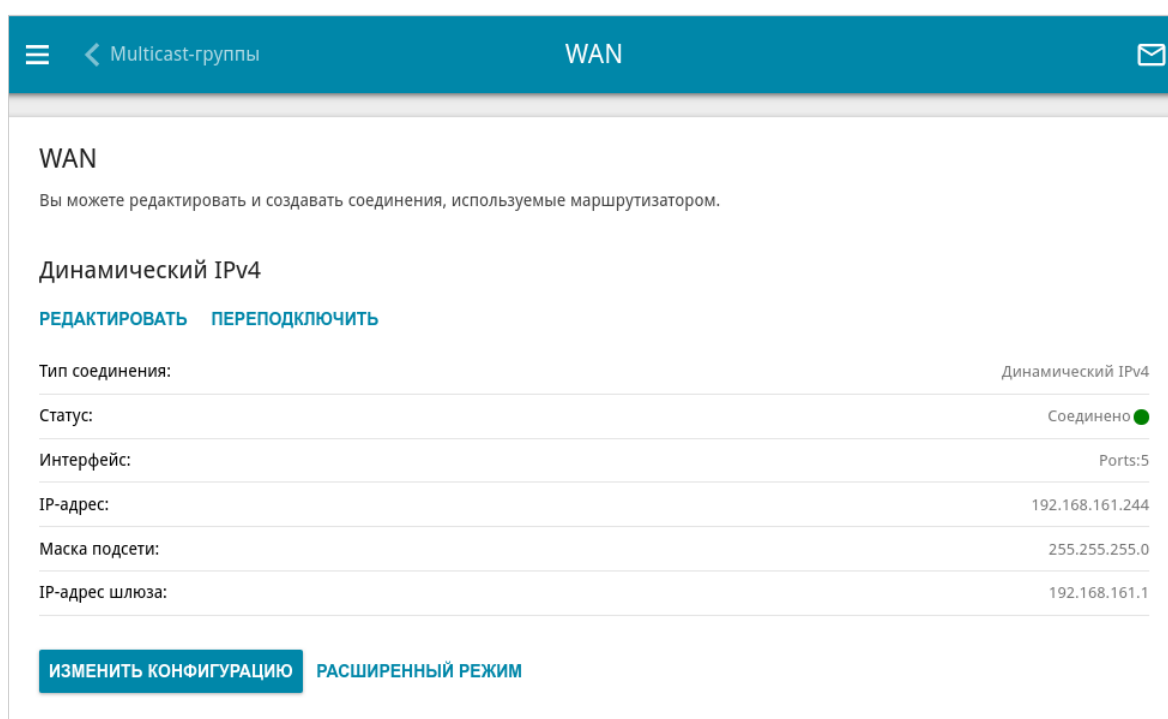 Multicast-группы
WAN
WAN
Вы можете редактировать и создавать соединения, используемые маршрутизатором.
Динамический IPv4
РЕДАКТИРОВАТЬ ПЕРЕПОДКЛЮЧИТЬ
Тип соединения: Динамический IPv4
Статус: Соединено
Интерфейс: Ports:5
IP-адрес: 192.168.161.244
Маска подсети: 255.255.255.0
IP-адрес шлюза: 192.168.161.1
ИЗМЕНИТЬ КОНФИГУРАЦИЮ РАСШИРЕННЫЙ РЕЖИМ